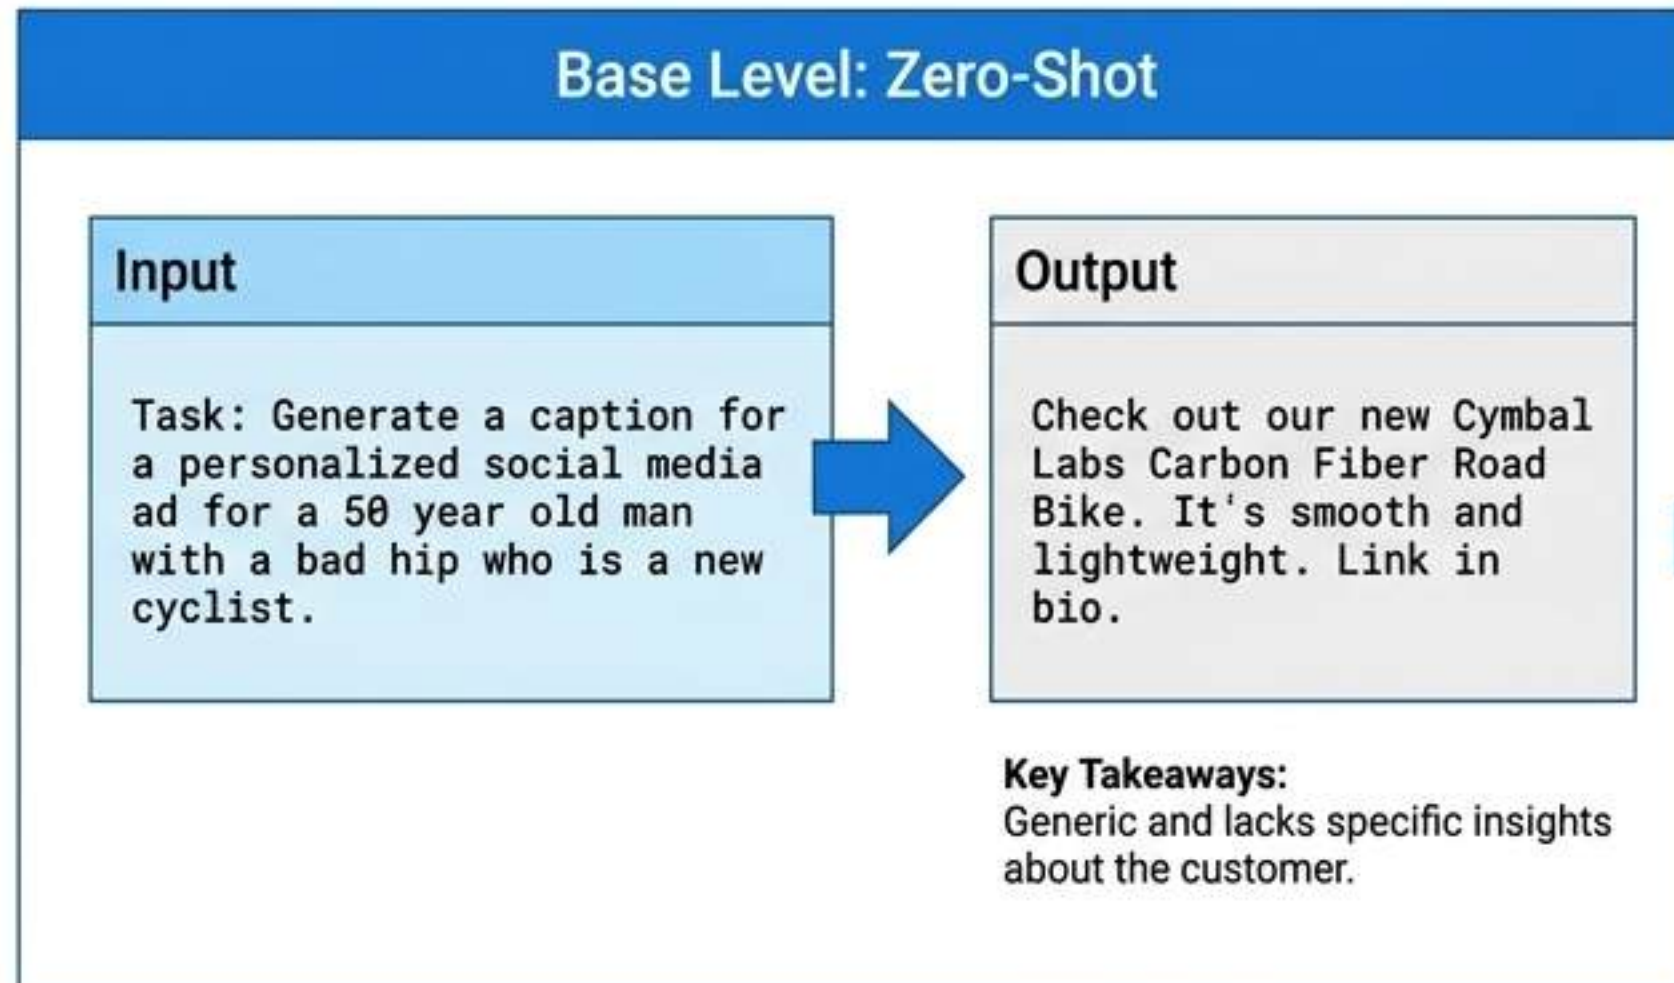 Base Level: Zero-Shot
Input
Task: Generate a caption for
a personalized social media
ad for a 50 year old man
with a bad hip who is a new
cyclist.
Output
Check out our new Cymbal
Labs Carbon Fiber Road
Bike. It's smooth and
lightweight. Link in
bio.
Key Takeaways:
Generic and lacks specific insights
about the customer.